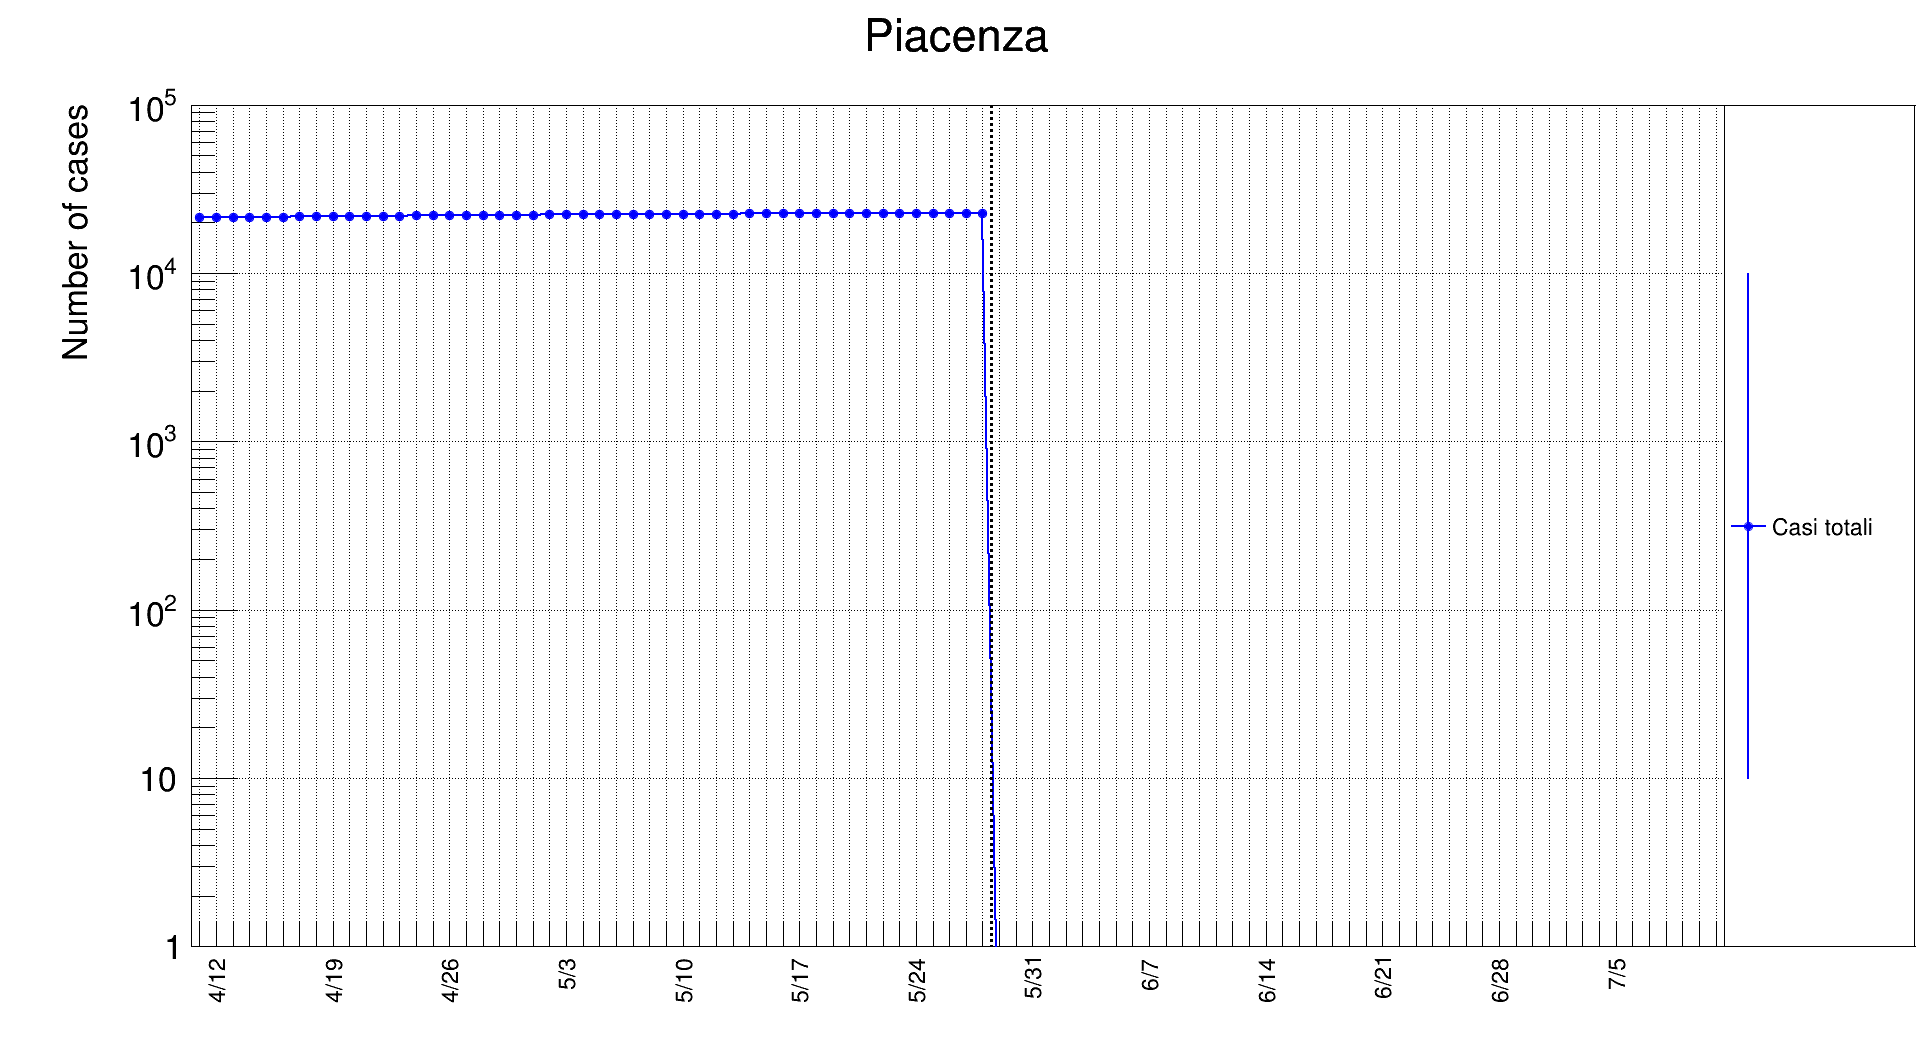 Piacenza
Number of cases
10^5
10^4
10^3
10^2
10
1
4/12 4/19 4/26 5/3 5/10 5/17 5/24 5/31 6/7 6/14 6/21 6/28 7/5
Casi totali